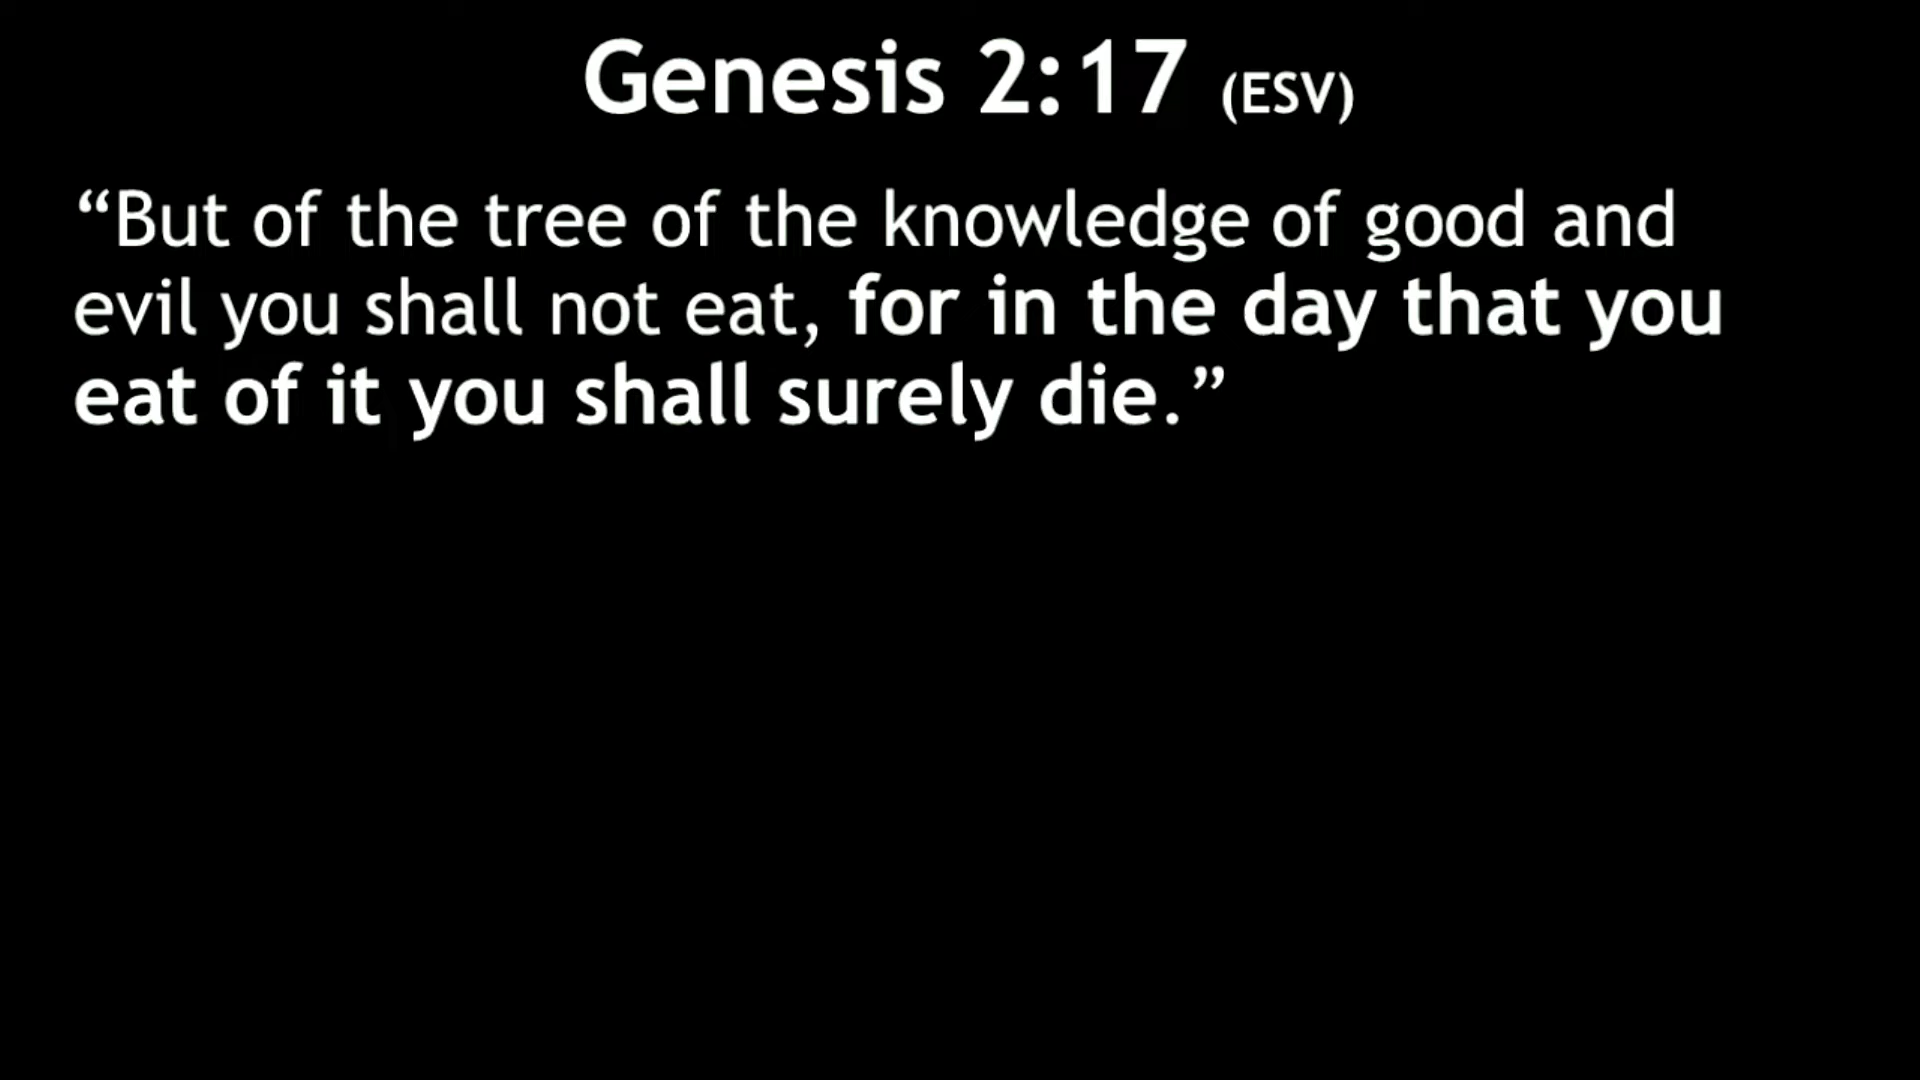 Genesis 2:17 (ESV)
“But of the tree of the knowledge of good and
evil you shall not eat, for in the day that you
eat of it you shall surely die.”